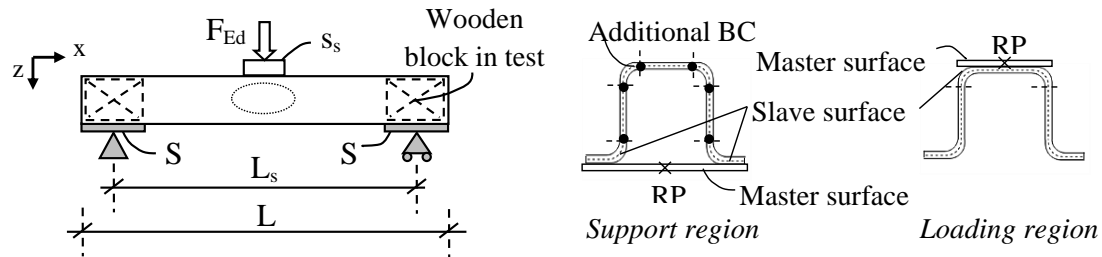 x
z
F_Ed
s_s
Wooden
block in test
S
S
L_s
L
Additional BC
RP
Master surface
Support region
RP
Master surface
Slave surface
Loading region